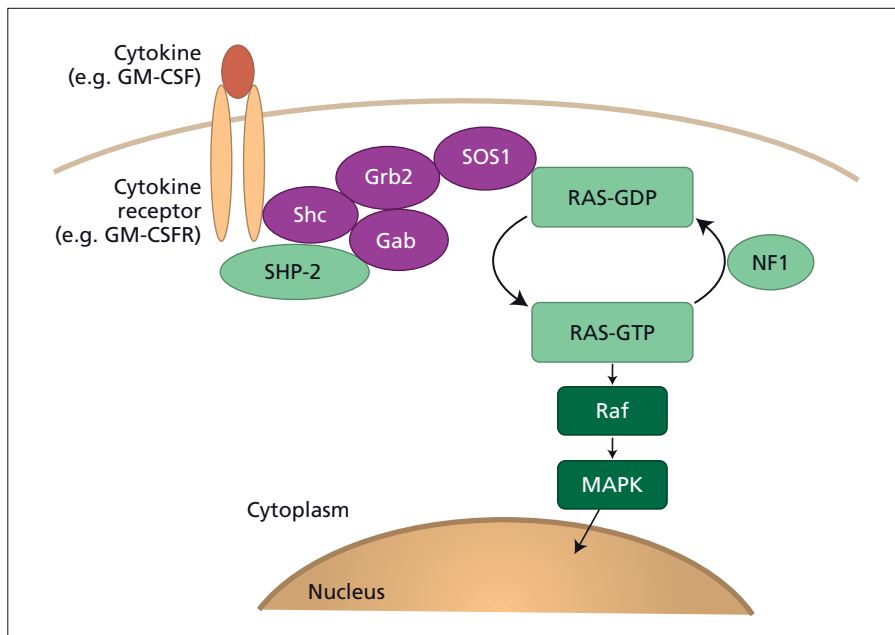 Cytokine
(e.g. GM-CSF)
Cytokine
receptor
(e.g. GM-CSFR)
SOS1
Grb2
Shc
Gab
SHP-2
RAS-GDP
NF1
RAS-GTP
Raf
MAPK
Cytoplasm
Nucleus